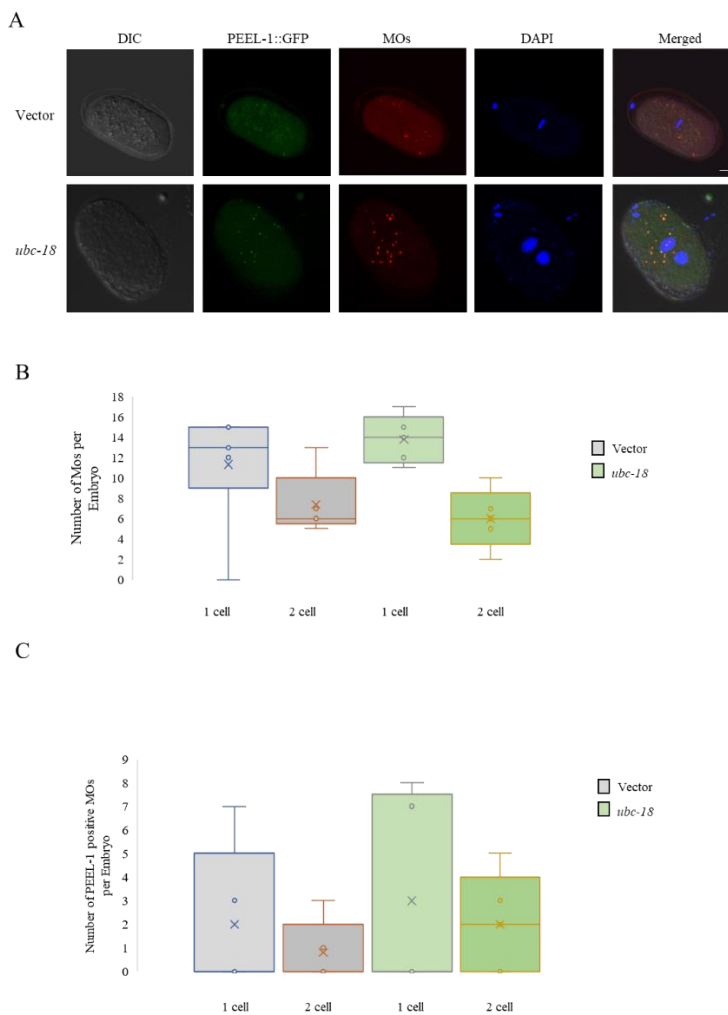 A
DIC PEEL-1::GFP MOs DAPI Merged
Vector
ubc-18
B
Number of Mos per
Embryo
18
16
14
12
10
8
6
4
2
0
1 cell 2 cell 1 cell 2 cell
Vector
ubc-18
C
Number of PEEL-1 positive MOs
per Embryo
9
8
7
6
5
4
3
2
1
0
1 cell 2 cell 1 cell 2 cell
Vector
ubc-18